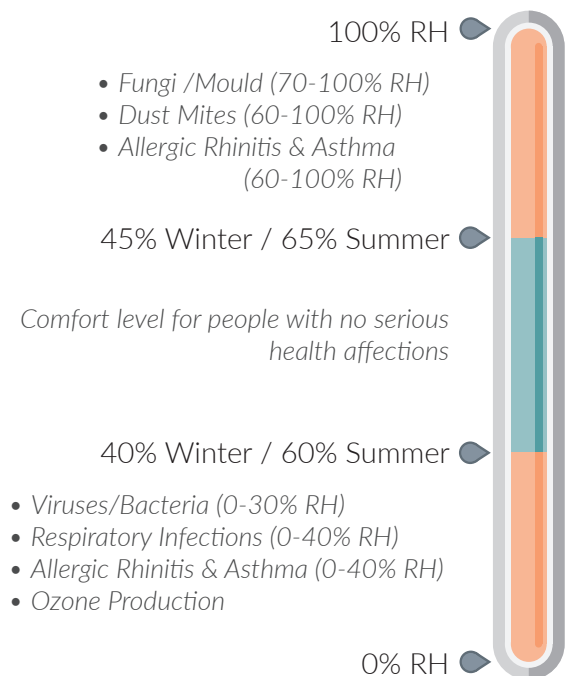 100% RH
• Fungi /Mould (70-100% RH)
• Dust Mites (60-100% RH)
• Allergic Rhinitis & Asthma
(60-100% RH)
45% Winter / 65% Summer
Comfort level for people with no serious
health affections
40% Winter / 60% Summer
• Viruses/Bacteria (0-30% RH)
• Respiratory Infections (0-40% RH)
• Allergic Rhinitis & Asthma (0-40% RH)
• Ozone Production
0% RH